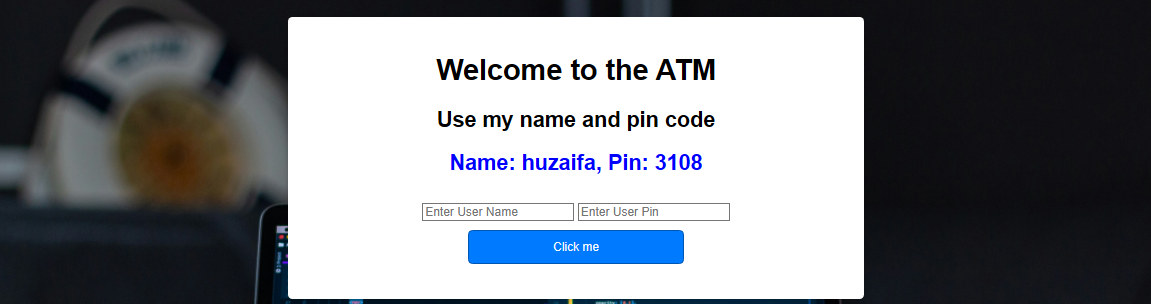 Welcome to the ATM
Use my name and pin code
Name: huzaifa, Pin: 3108
Enter User Name Enter User Pin
Click me